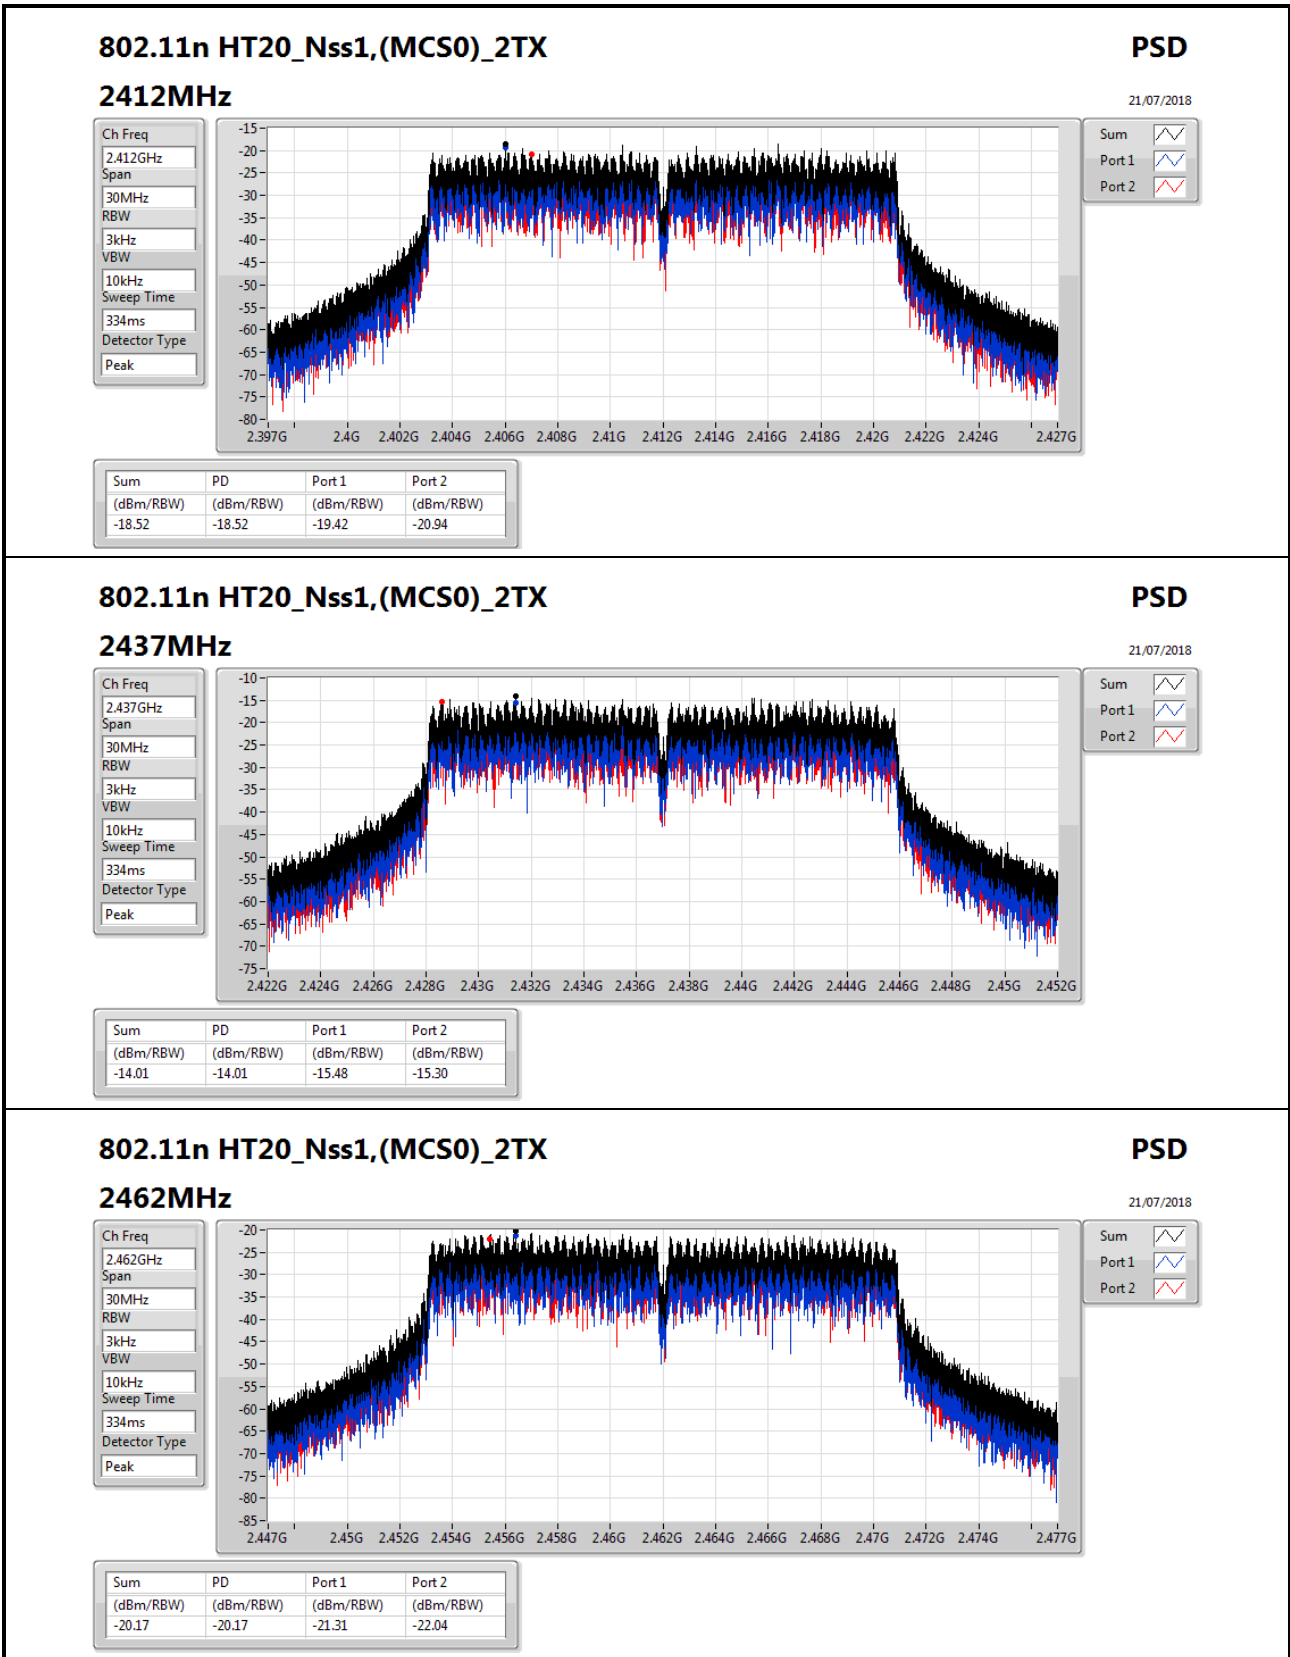 802.11n HT20_Nss1,(MCS0)_2TX PSD
2412MHz 21/07/2018
Ch Freq
2.412GHz
Span
30MHz
RBW
3kHz
VBW
10kHz
Sweep Time
334ms
Detector Type
Peak
-15
-20
-25
-30
-35
-40
-45
-50
-55
-60
-65
-70
-75
-80
2.397G 2.4G 2.402G 2.404G 2.406G 2.408G 2.41G 2.412G 2.414G 2.416G 2.418G 2.42G 2.422G 2.424G 2.427G
Sum
Port 1
Port 2
Sum PD Port 1 Port 2
(dBm/RBW) (dBm/RBW) (dBm/RBW) (dBm/RBW)
-18.52 -18.52 -19.42 -20.94
802.11n HT20_Nss1,(MCS0)_2TX PSD
2437MHz 21/07/2018
Ch Freq
2.437GHz
Span
30MHz
RBW
3kHz
VBW
10kHz
Sweep Time
334ms
Detector Type
Peak
-10
-15
-20
-25
-30
-35
-40
-45
-50
-55
-60
-65
-70
-75
2.422G 2.424G 2.426G 2.428G 2.43G 2.432G 2.434G 2.436G 2.438G 2.44G 2.442G 2.444G 2.446G 2.448G 2.45G 2.452G
Sum
Port 1
Port 2
Sum PD Port 1 Port 2
(dBm/RBW) (dBm/RBW) (dBm/RBW) (dBm/RBW)
-14.01 -14.01 -15.48 -15.30
802.11n HT20_Nss1,(MCS0)_2TX PSD
2462MHz 21/07/2018
Ch Freq
2.462GHz
Span
30MHz
RBW
3kHz
VBW
10kHz
Sweep Time
334ms
Detector Type
Peak
-20
-25
-30
-35
-40
-45
-50
-55
-60
-65
-70
-75
-80
-85
2.447G 2.45G 2.452G 2.454G 2.456G 2.458G 2.46G 2.462G 2.464G 2.466G 2.468G 2.47G 2.472G 2.474G 2.477G
Sum
Port 1
Port 2
Sum PD Port 1 Port 2
(dBm/RBW) (dBm/RBW) (dBm/RBW) (dBm/RBW)
-20.17 -20.17 -21.31 -22.04